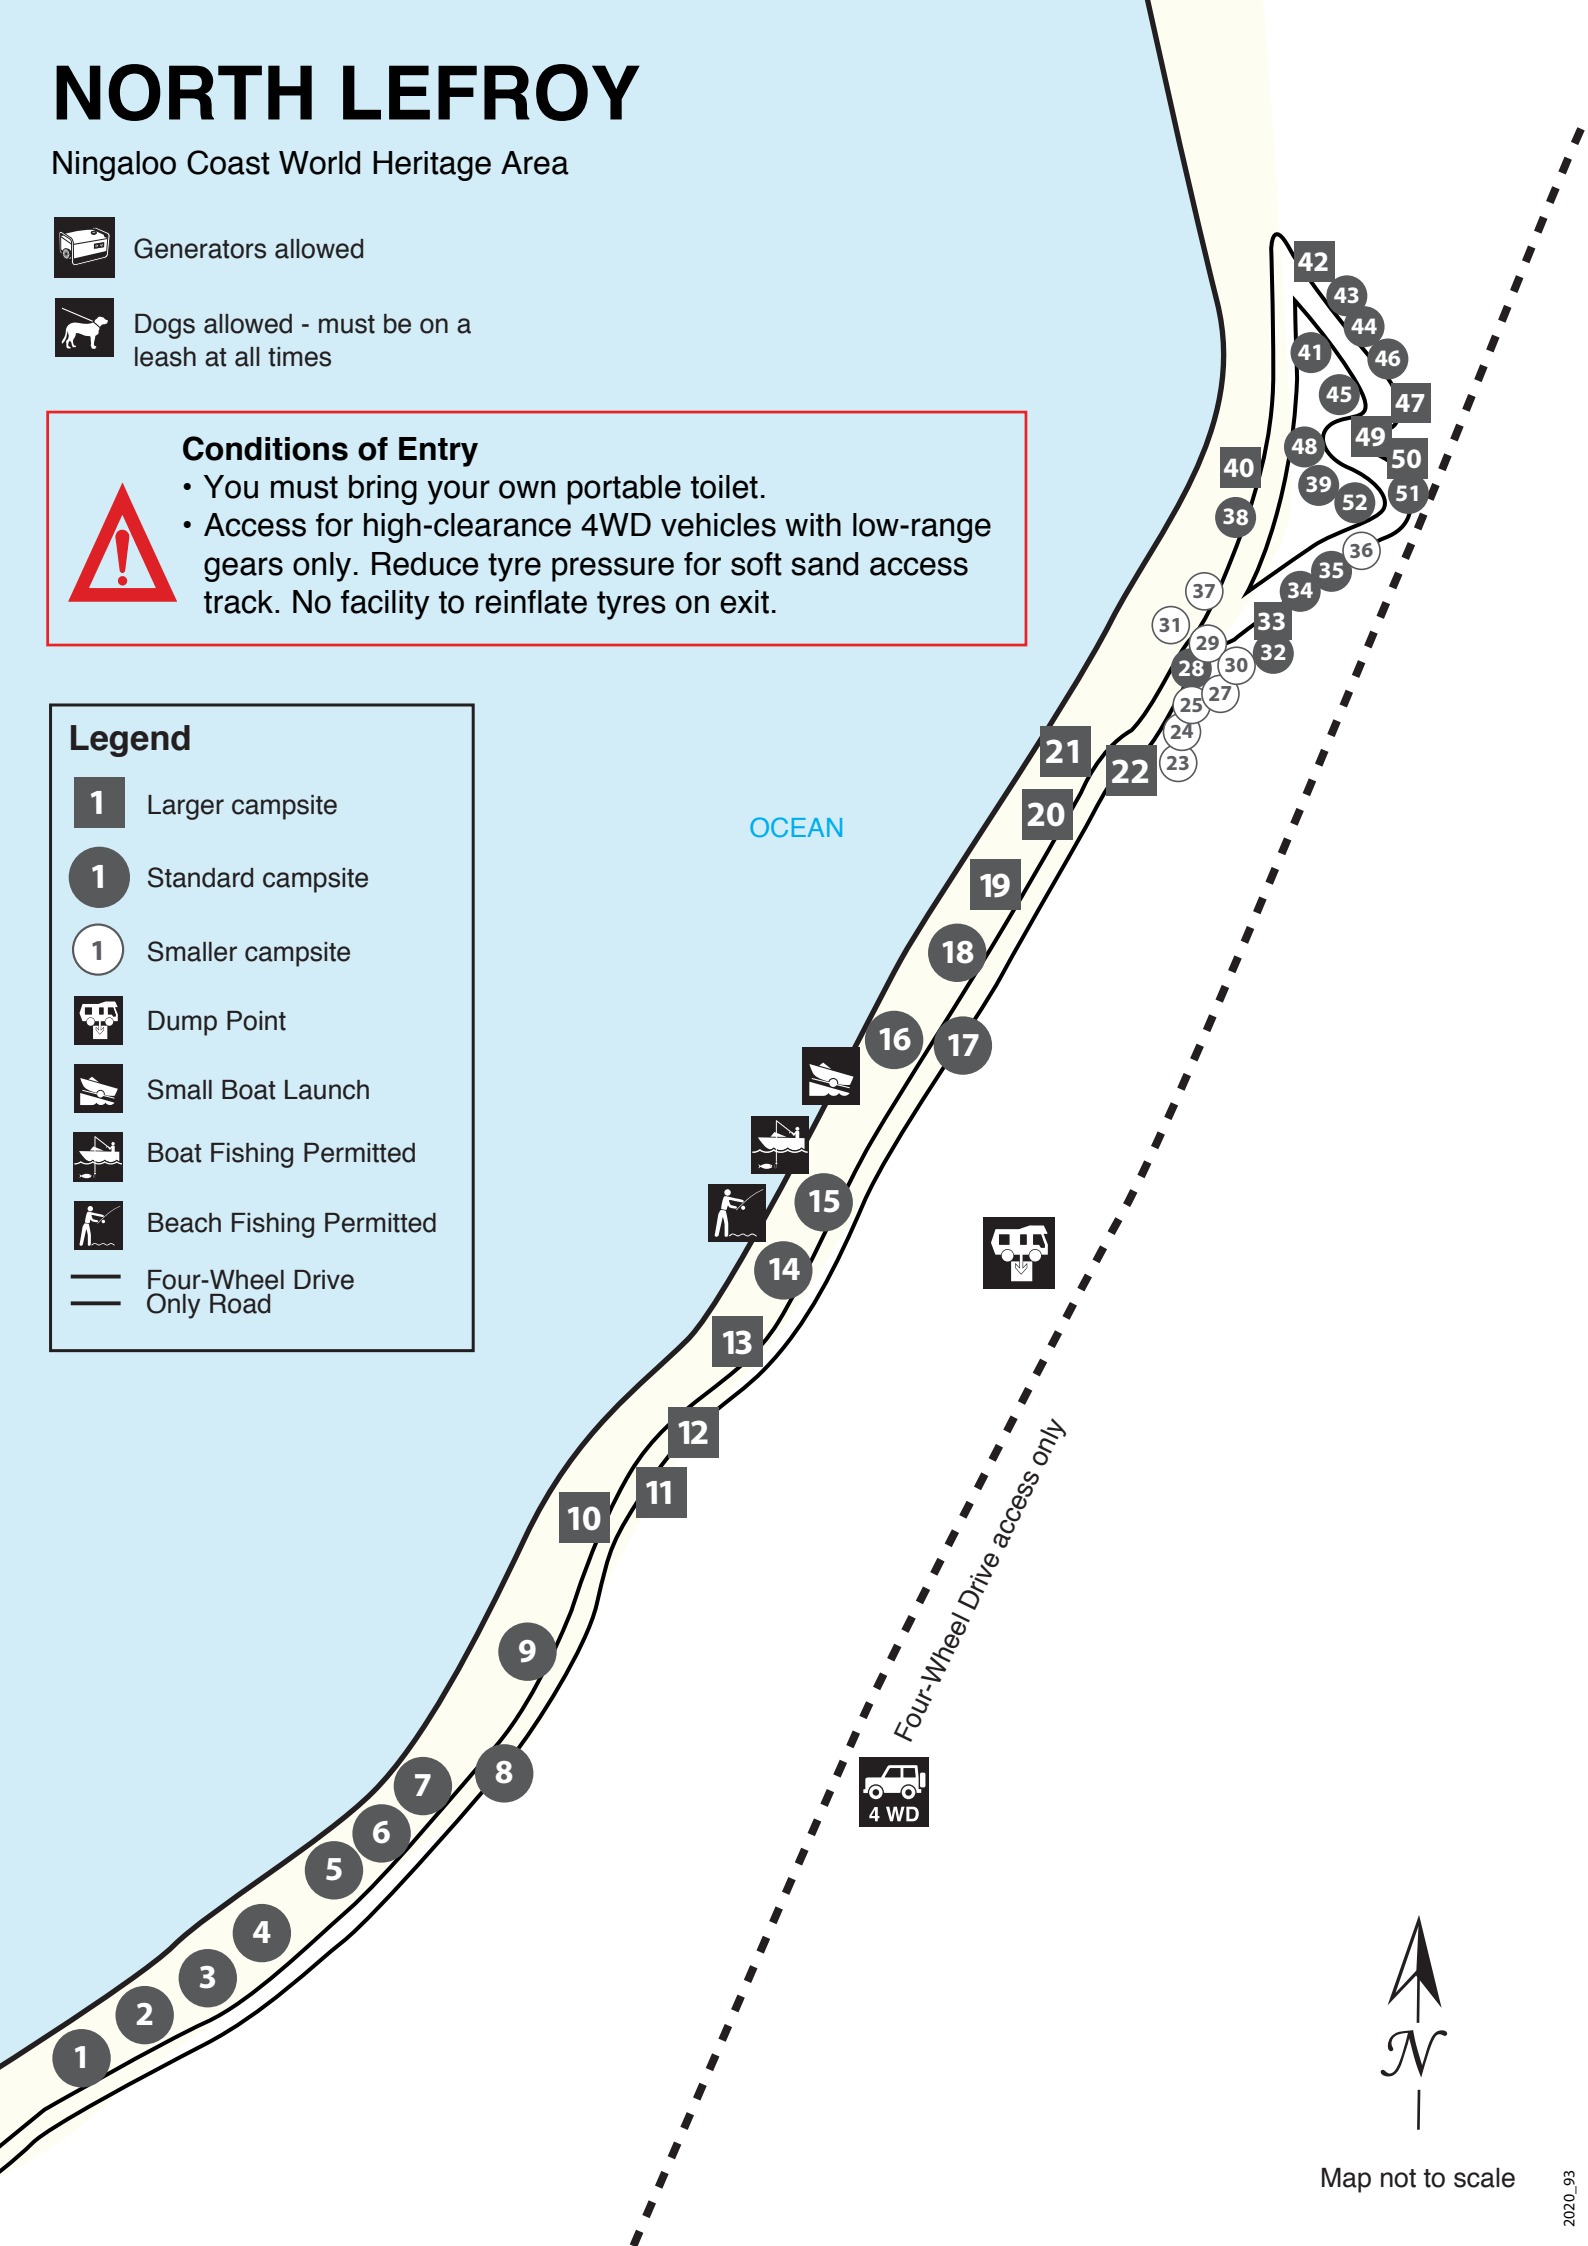 NORTH LEFROY
Ningaloo Coast World Heritage Area
Generators allowed
Dogs allowed - must be on a
leash at all times
Conditions of Entry
• You must bring your own portable toilet.
• Access for high-clearance 4WD vehicles with low-range
gears only. Reduce tyre pressure for soft sand access
track. No facility to reinflate tyres on exit.
Legend
1 Larger campsite
1 Standard campsite
1 Smaller campsite
Dump Point
Small Boat Launch
Boat Fishing Permitted
Beach Fishing Permitted
Four-Wheel Drive
Only Road
OCEAN
42
43
44
41
46
45
47
49
48
50
40
39
51
52
38
36
35
34
37
33
31
29
32
30
28
27
25
24
21
23
22
20
19
18
16
17
15
14
13
12
11
10
9
8
7
6
5
4
3
2
1
Four-Wheel Drive access only
4 WD
N
Map not to scale
2020_93